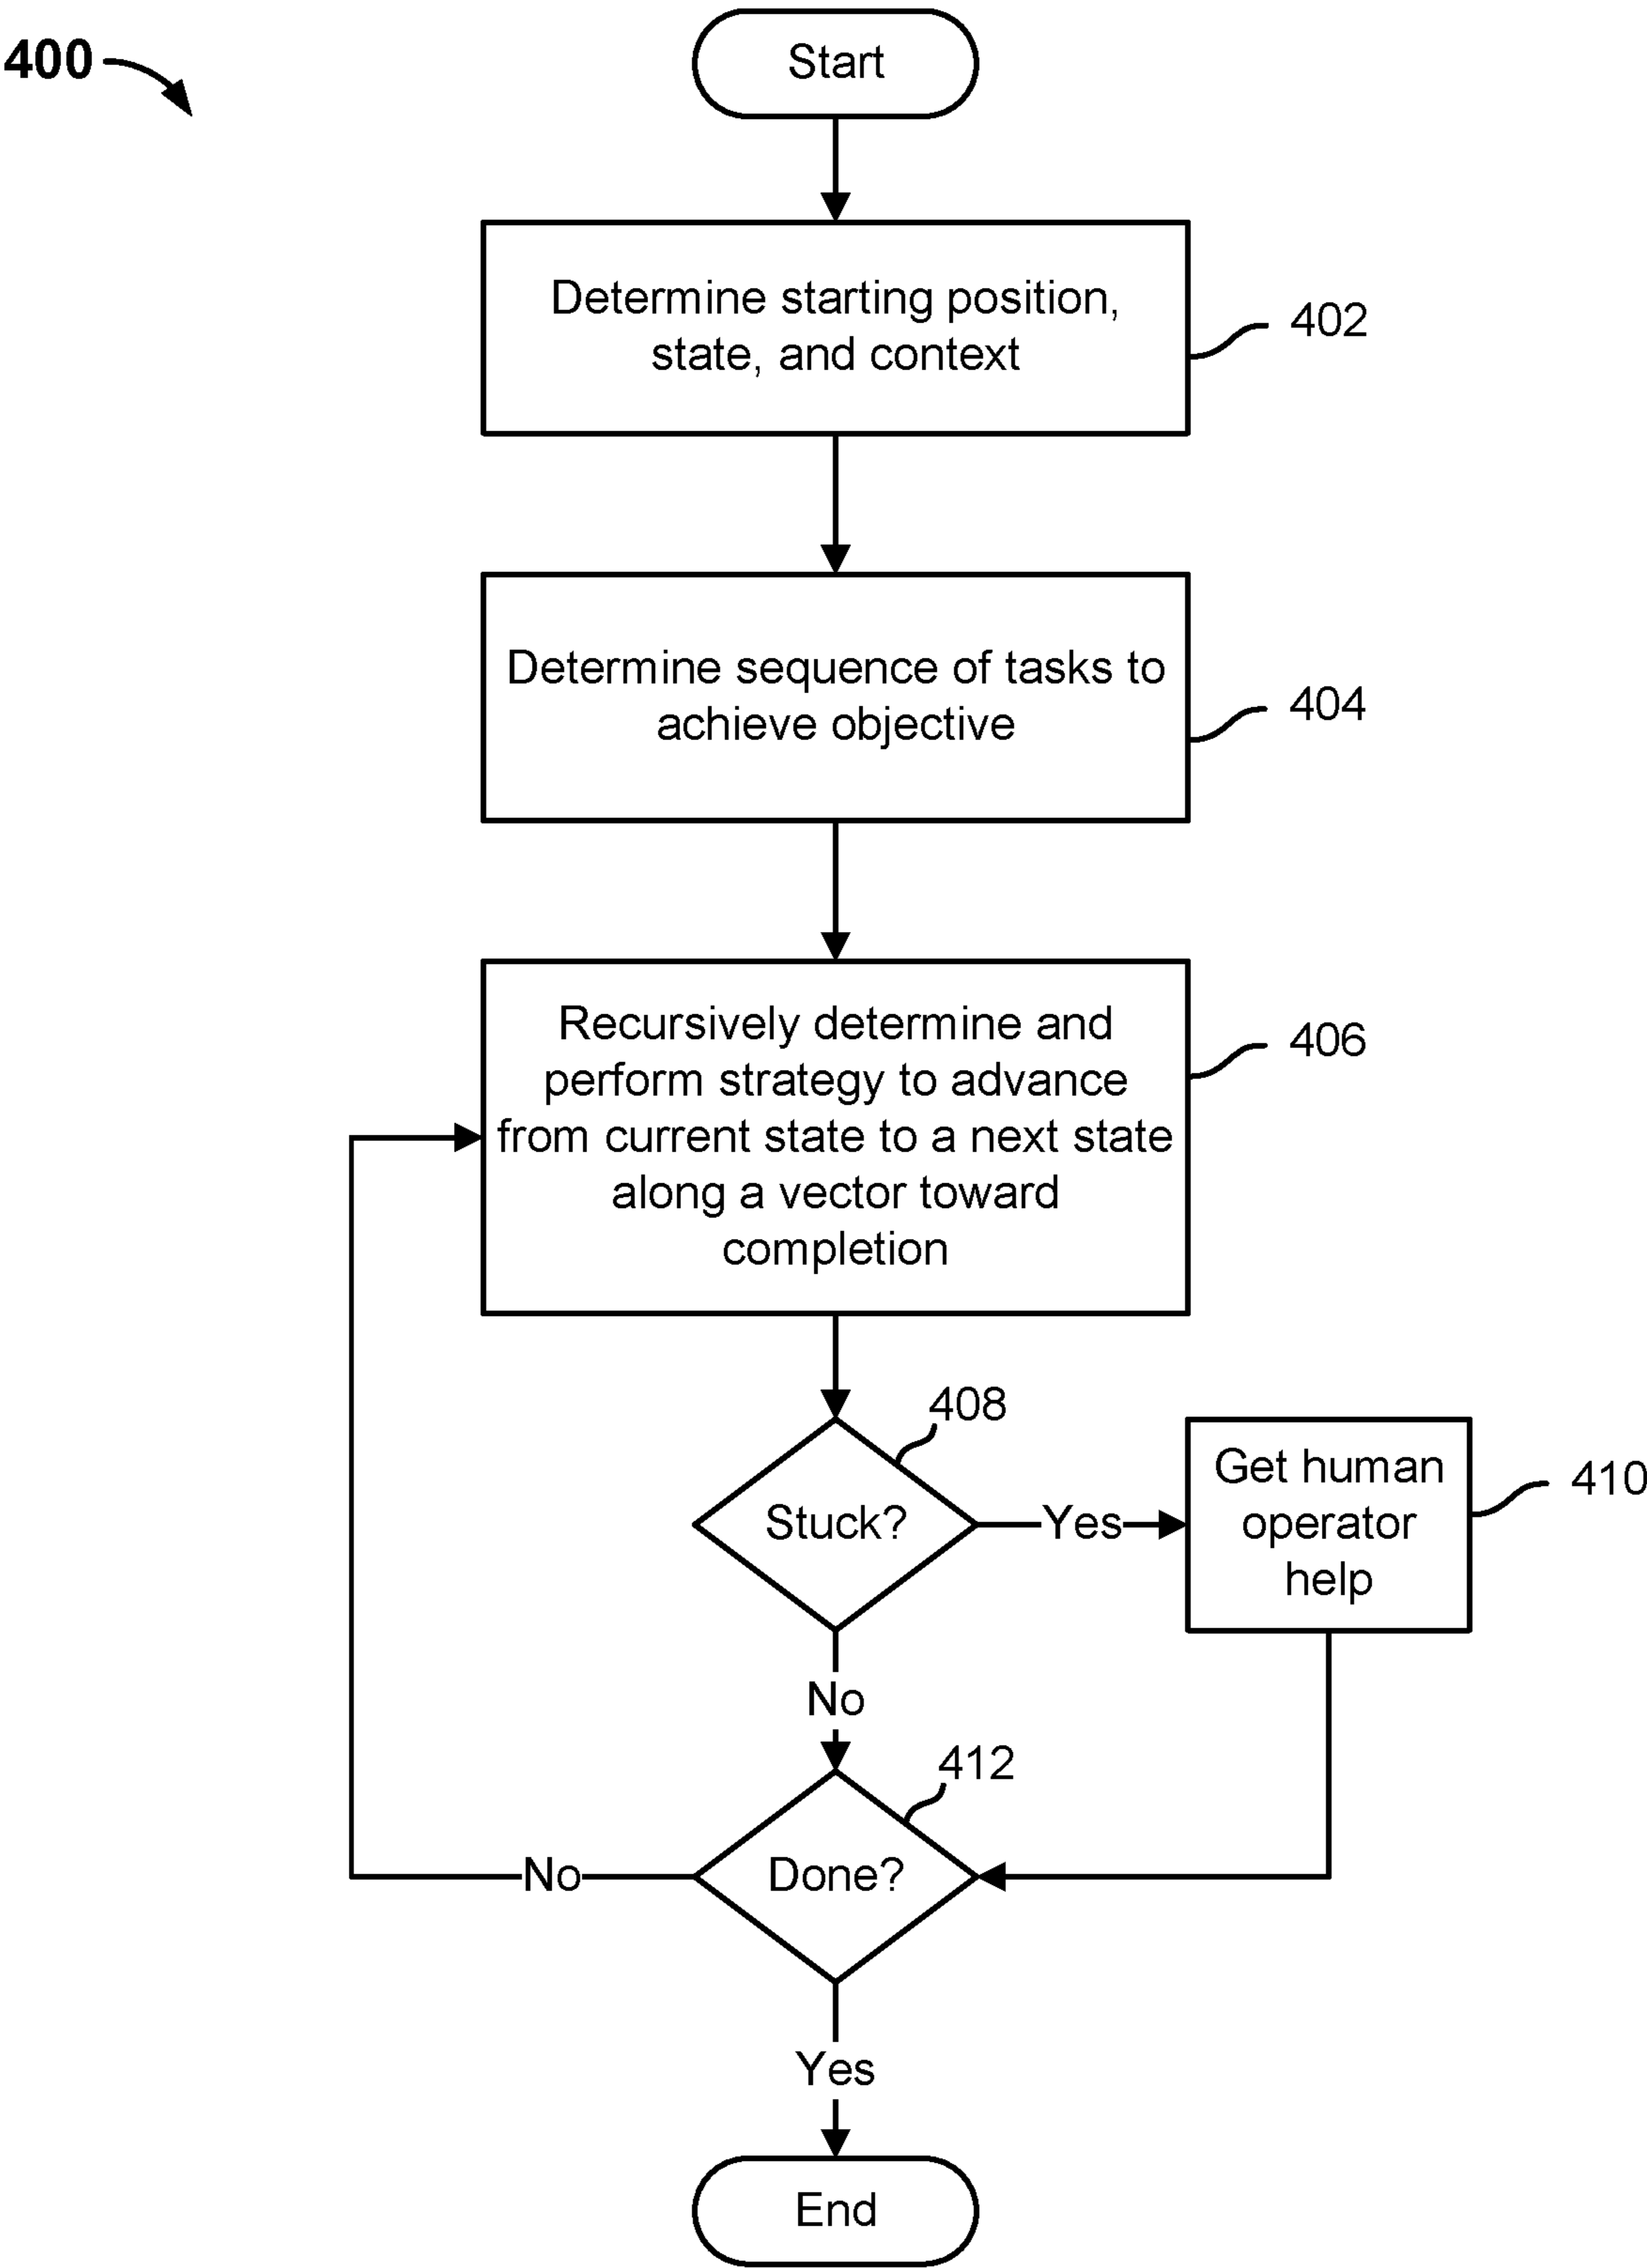 400
Start
Determine starting position,
state, and context
402
Determine sequence of tasks to
achieve objective
404
Recursively determine and
perform strategy to advance
from current state to a next state
along a vector toward
completion
406
408
Stuck?
Yes
Get human
operator
help
410
No
412
Done?
No
Yes
End